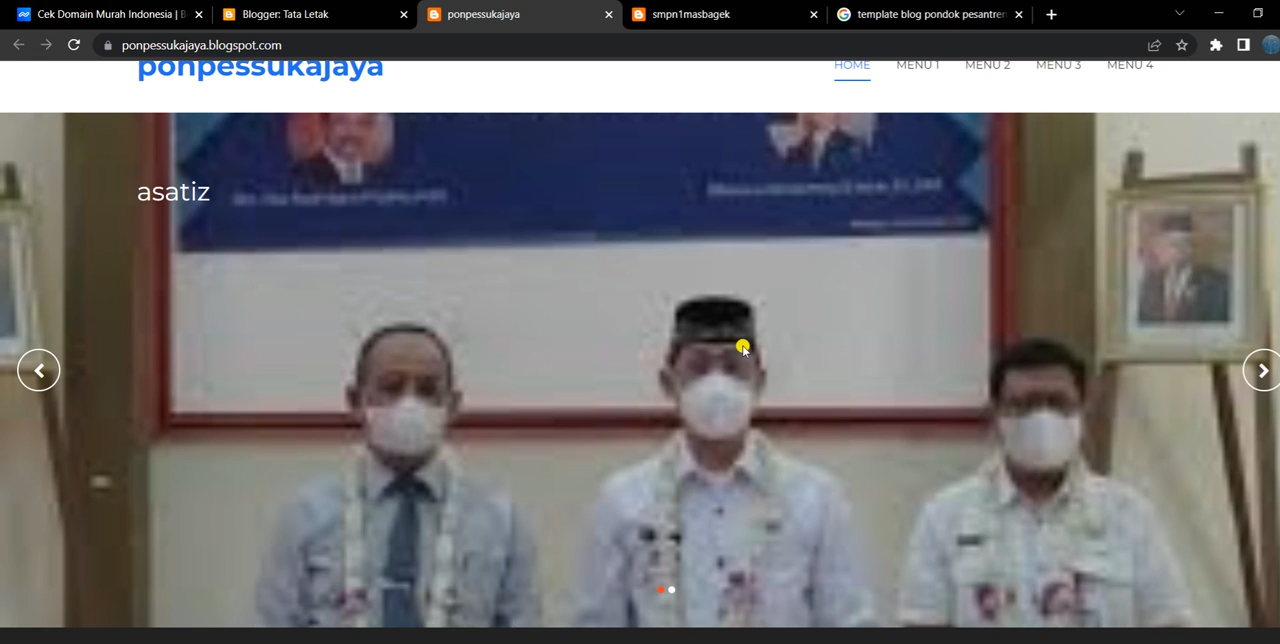 Cek Domain Murah Indonesia | B
Blogger: Tata Letak
ponpessukajaya
smpn1masbagek
template blog pondok pesantren
ponpessukajaya.blogspot.com
ponpessukajaya
HOME
MENU 1
MENU 2
MENU 3
MENU 4
asatiz